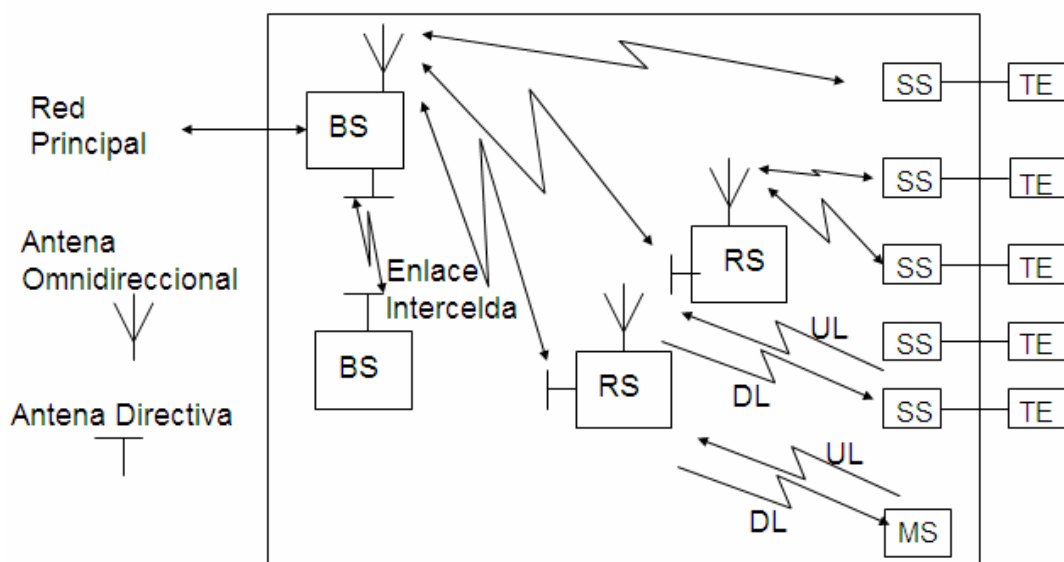 Red
Principal
BS
SS
TE
SS
TE
Antena
Omnidireccional
Enlace
Intercelda
RS
SS
TE
BS
RS
UL
SS
TE
DL
SS
TE
Antena Directiva
UL
DL
MS